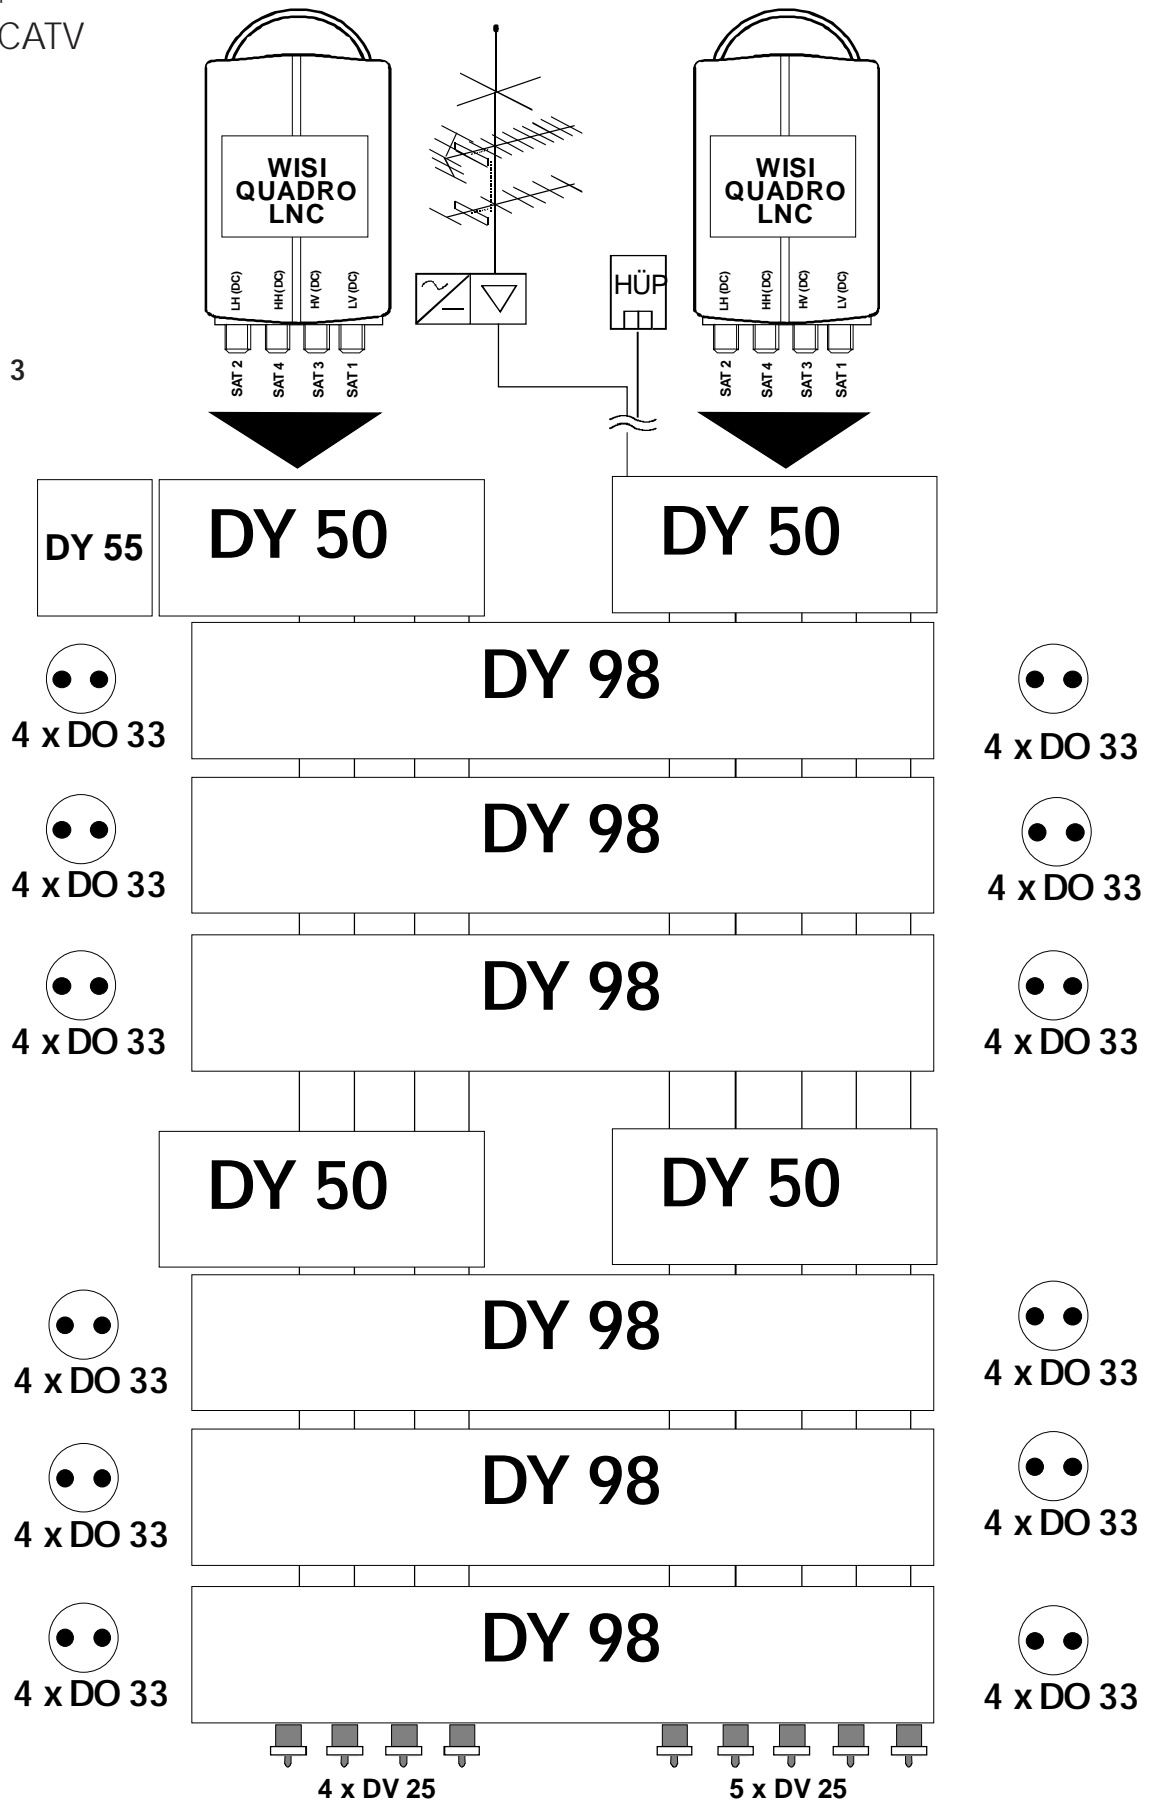 CATV
WISI
QUADRO
LNC
WISI
QUADRO
LNC
LH (DC)
HH (DC)
HV (DC)
LV (DC)
HÜP
LH (DC)
HH (DC)
HV (DC)
LV (DC)
3
SAT 2
SAT 4
SAT 3
SAT 1
SAT 2
SAT 4
SAT 3
SAT 1
DY 55
DY 50
DY 50
DY 98
4 x DO 33
4 x DO 33
DY 98
4 x DO 33
4 x DO 33
DY 98
4 x DO 33
4 x DO 33
DY 50
DY 50
DY 98
4 x DO 33
4 x DO 33
DY 98
4 x DO 33
4 x DO 33
DY 98
4 x DO 33
4 x DO 33
4 x DV 25
5 x DV 25